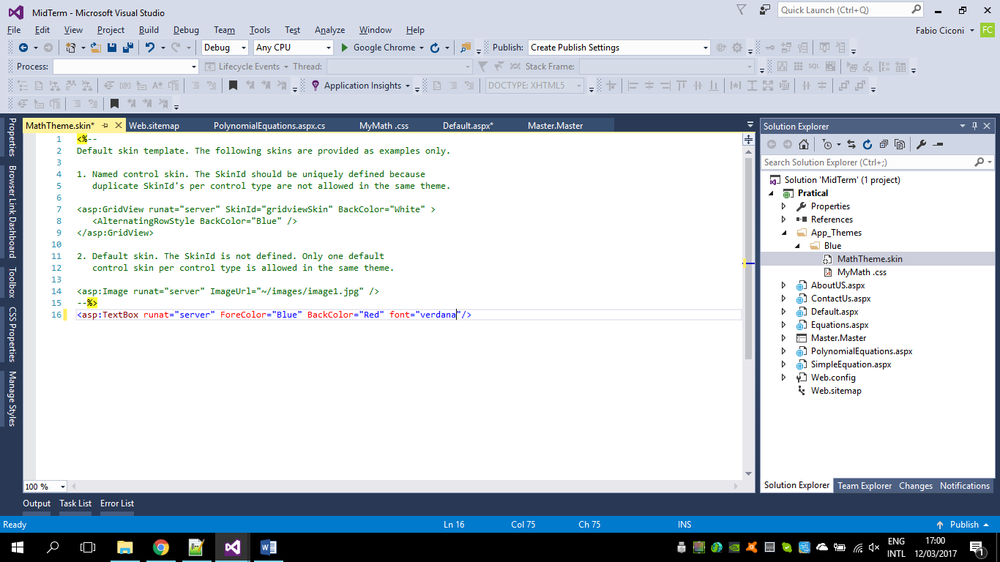 MidTerm - Microsoft Visual Studio
Quick Launch (Ctrl+Q)
File Edit View Project Build Debug Team Tools Test Analyze Window Help
Fabio Ciconi FC
Debug Any CPU Google Chrome Publish: Create Publish Settings
Process: Lifecycle Events Thread: Stack Frame:
Application Insights DOCTYPE: XHTML5
MathTheme.skin* Web.sitemap PolynomialEquations.aspx.cs MyMath .css Default.aspx* Master.Master
Properties
Browser Link Dashboard
Toolbox
CSS Properties
Manage Styles
1 <%--
2 Default skin template. The following skins are provided as examples only.
3
4 1. Named control skin. The SkinId should be uniquely defined because
5 duplicate SkinId's per control type are not allowed in the same theme.
6
7 <asp:GridView runat="server" SkinId="gridviewSkin" BackColor="White" >
8 <AlternatingRowStyle BackColor="Blue" />
9 </asp:GridView>
10
11 2. Default skin. The SkinId is not defined. Only one default
12 control skin per control type is allowed in the same theme.
13
14 <asp:Image runat="server" ImageUrl="~/images/image1.jpg" />
15 --%>
16 <asp:TextBox runat="server" ForeColor="Blue" BackColor="Red" font="verdana"/>
100 %
Solution Explorer
Search Solution Explorer (Ctrl+;)
Solution 'MidTerm' (1 project)
Pratical
Properties
References
App_Themes
Blue
MathTheme.skin
MyMath .css
AboutUS.aspx
ContactUs.aspx
Default.aspx
Equations.aspx
Master.Master
PolynomialEquations.aspx
SimpleEquation.aspx
Web.config
Web.sitemap
Solution Explorer Team Explorer Changes Notifications
Output Task List Error List
Ready Ln 16 Col 75 Ch 75 INS Publish
ENG
INTL
17:00
12/03/2017
1